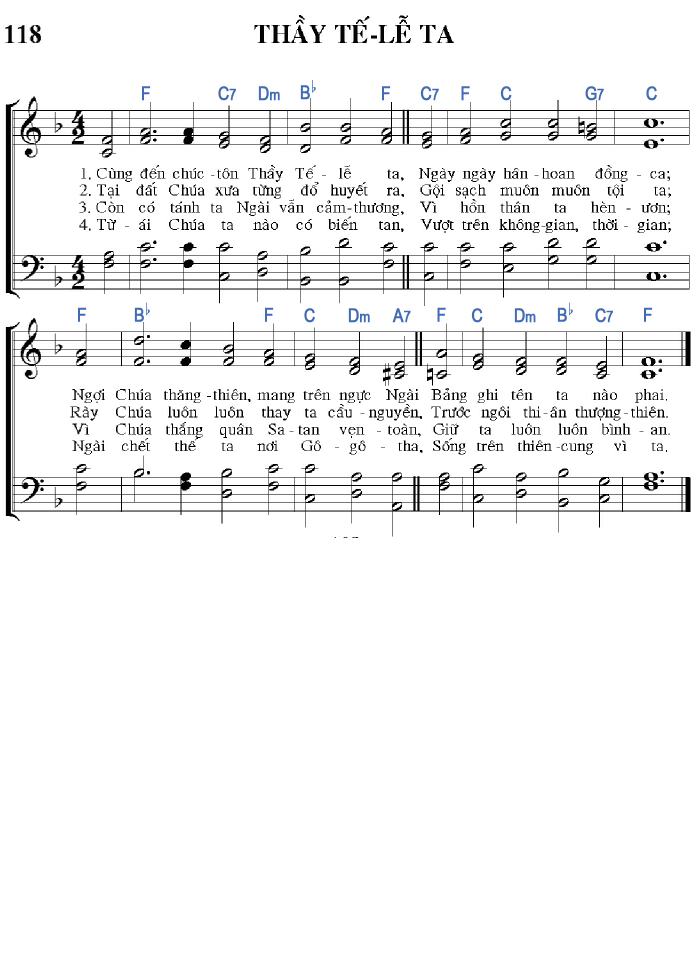 118 THẦY TẾ-LỄ TA
F C7 Dm B♭ F C7 F C G7 C
4 2
1. Cùng đến chúc-tôn Thầy Tế-lễ ta, Ngày ngày hân-hoan đồng-ca;
2. Tại đất Chúa xưa từng đổ huyết ra, Gội sạch muôn muôn tội ta;
3. Còn có tánh ta Ngài vẫn cảm-thương, Vì hồn thân ta hèn-ươn;
4. Từ-ái Chúa ta nào có biến tan, Vượt trên không-gian, thời-gian;
4 2
F B♭ F C Dm A7 F C Dm B♭ C7 F
Ngợi Chúa thăng-thiên, mang trên ngực Ngài Bảng ghi tên ta nào phai.
Rày Chúa luôn luôn thay ta cầu-nguyền, Trước ngôi thi-ân thượng-thiên.
Vì Chúa thắng quân Sa-tan vẹn-toàn, Giữ ta luôn luôn bình-an.
Ngài chết thế ta nơi Gô-gô-tha, Sống trên thiên-cung vì ta.